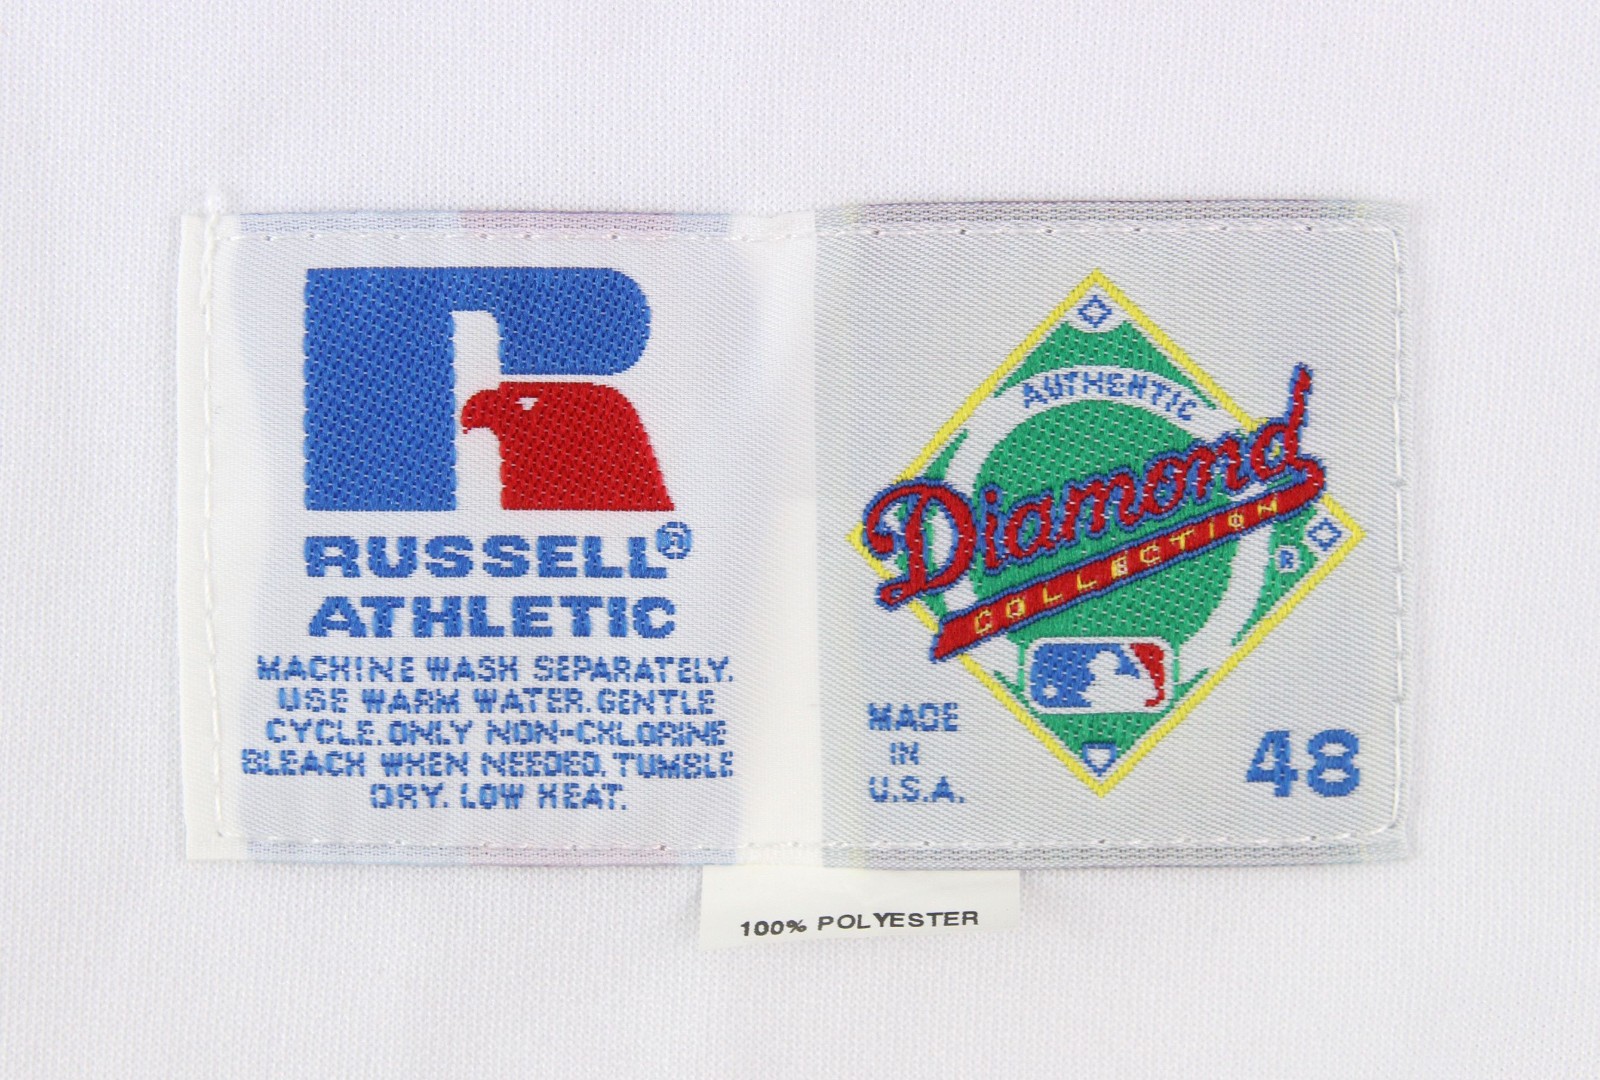 RUSSELL®
ATHLETIC
MACHINE WASH SEPARATELY.
USE WARM WATER. GENTLE
CYCLE. ONLY NON-CHLORINE
BLEACH WHEN NEEDED. TUMBLE
DRY. LOW HEAT.
AUTHENTIC
Diamond
COLLECTION
R
MADE
IN
U.S.A.
48
100% POLYESTER